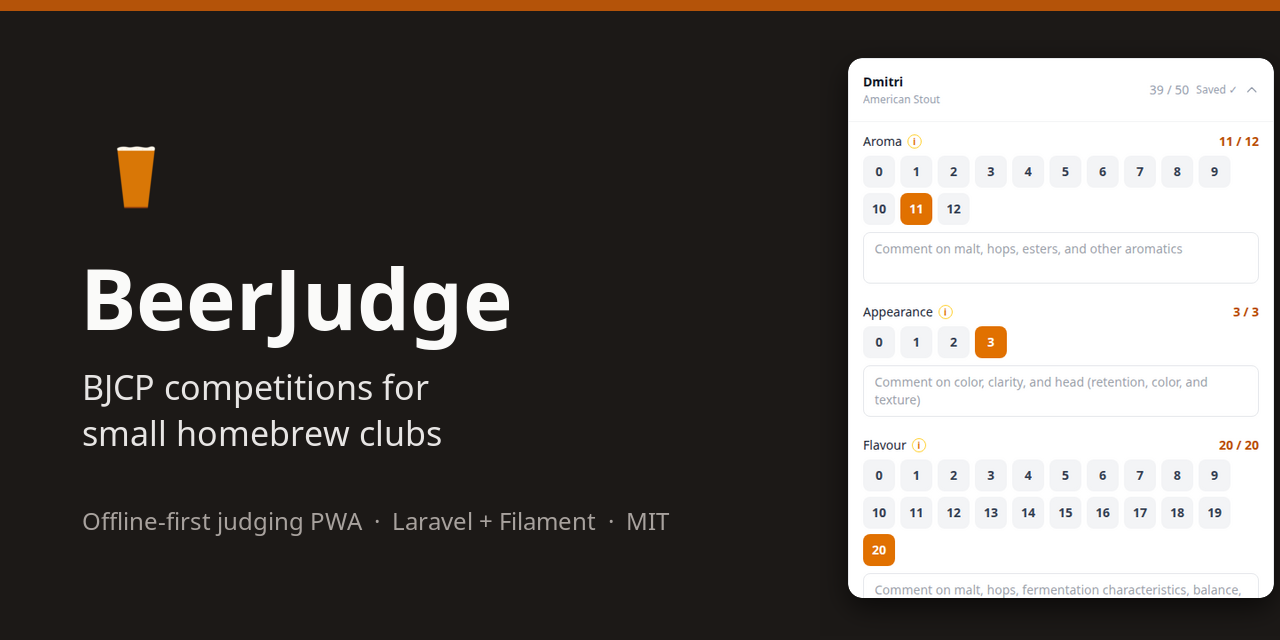 BeerJudge
BJCP competitions for
small homebrew clubs
Offline-first judging PWA · Laravel + Filament · MIT
Dmitri
American Stout
39 / 50 Saved ✓
Aroma i 11 / 12
0 1 2 3 4 5 6 7 8 9
10 11 12
Comment on malt, hops, esters, and other aromatics
Appearance i 3 / 3
0 1 2 3
Comment on color, clarity, and head (retention, color, and
texture)
Flavour i 20 / 20
0 1 2 3 4 5 6 7 8 9
10 11 12 13 14 15 16 17 18 19
20
Comment on malt, hops, fermentation characteristics, balance,